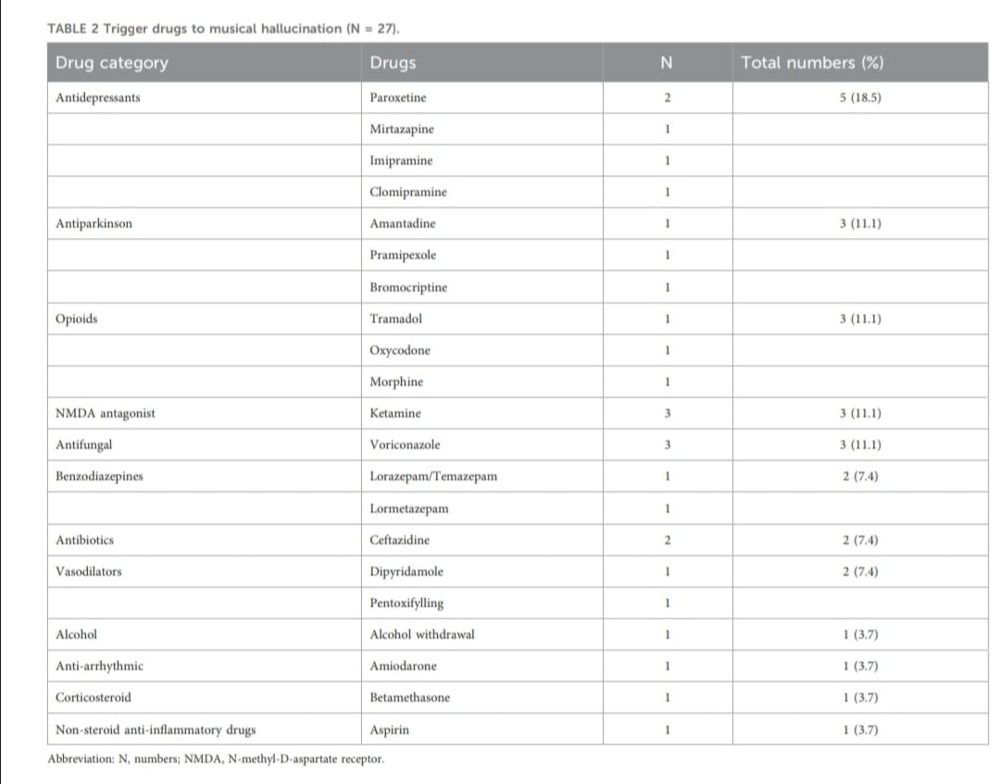 TABLE 2 Trigger drugs to musical hallucination (N = 27).
Drug category Drugs N Total numbers (%)
Antidepressants Paroxetine 2 5 (18.5)
Mirtazapine 1
Imipramine 1
Clomipramine 1
Antiparkinson Amantadine 1 3 (11.1)
Pramipexole 1
Bromocriptine 1
Opioids Tramadol 1 3 (11.1)
Oxycodone 1
Morphine 1
NMDA antagonist Ketamine 3 3 (11.1)
Antifungal Voriconazole 3 3 (11.1)
Benzodiazepines Lorazepam/Temazepam 1 2 (7.4)
Lormetazepam 1
Antibiotics Ceftazidine 2 2 (7.4)
Vasodilators Dipyridamole 1 2 (7.4)
Pentoxifylling 1
Alcohol Alcohol withdrawal 1 1 (3.7)
Anti-arrhythmic Amiodarone 1 1 (3.7)
Corticosteroid Betamethasone 1 1 (3.7)
Non-steroid anti-inflammatory drugs Aspirin 1 1 (3.7)
Abbreviation: N, numbers; NMDA, N-methyl-D-aspartate receptor.